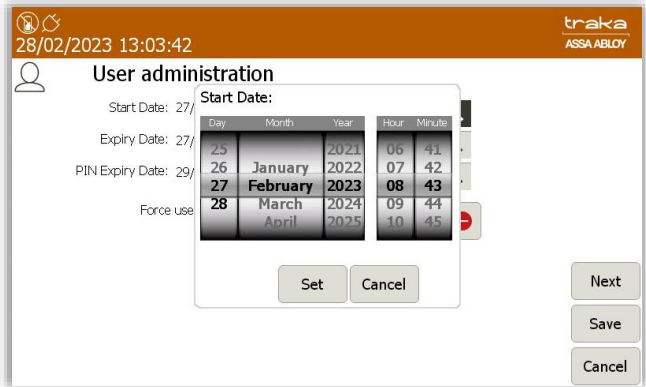 traka
28/02/2023 13:03:42
ASSA ABLOY
User administration
Start Date: 27/
Start Date:
Day Month Year Hour Minute
25 2021 06 41
Expiry Date: 27/
26 January 2022 07 42
PIN Expiry Date: 29/
27 February 2023 08 43
28 March 2024 09 44
Force use
April 2025 10 45
Set Cancel
Next
Save
Cancel